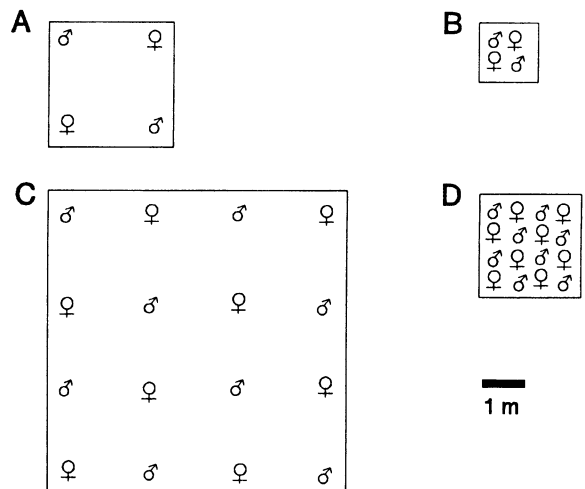 A
♂ ♀
♀ ♂
B
♂ ♀
♀ ♂
C
♂ ♀ ♂ ♀
♀ ♂ ♀ ♂
♂ ♀ ♂ ♀
♀ ♂ ♀ ♂
D
♂ ♀ ♂ ♀
♀ ♂ ♀ ♂
♂ ♀ ♂ ♀
♀ ♂ ♀ ♂
1 m